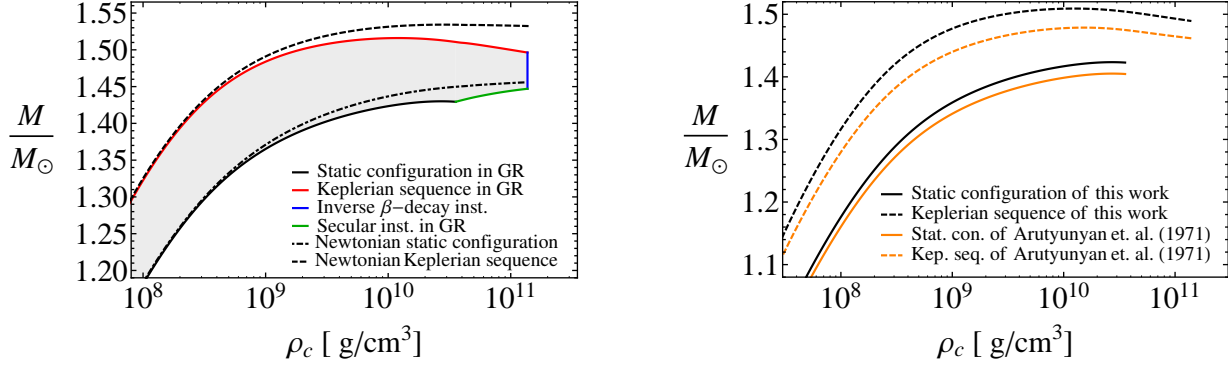 1.55
1.50
1.45
1.40
1.35
1.30
1.25
1.20
M
M⊙
Static configuration in GR
Keplerian sequence in GR
Inverse β−decay inst.
Secular inst. in GR
Newtonian static configuration
Newtonian Keplerian sequence
10^8
10^9
10^10
10^11
ρc [ g/cm^3]
1.5
1.4
1.3
1.2
1.1
M
M⊙
Static configuration of this work
Keplerian sequence of this work
Stat. con. of Arutyunyan et. al. (1971)
Kep. seq. of Arutyunyan et. al. (1971)
10^8
10^9
10^10
10^11
ρc [ g/cm^3]